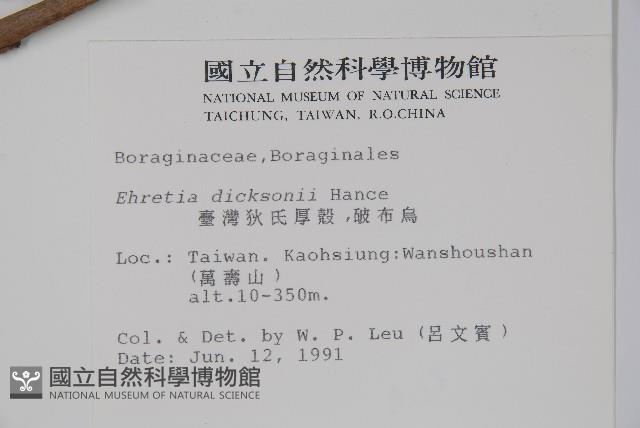 國立自然科學博物館
NATIONAL MUSEUM OF NATURAL SCIENCE
TAICHUNG, TAIWAN, R.O.CHINA
Boraginaceae,Boraginales
Ehretia dicksonii Hance
臺灣狄氏厚殼,破布烏
Loc.: Taiwan. Kaohsiung:Wanshoushan
(萬壽山)
alt.10-350m.
Col. & Det. by W. P. Leu (呂文賓)
Date: Jun. 12, 1991
國立自然科學博物館
NATIONAL MUSEUM OF NATURAL SCIENCE